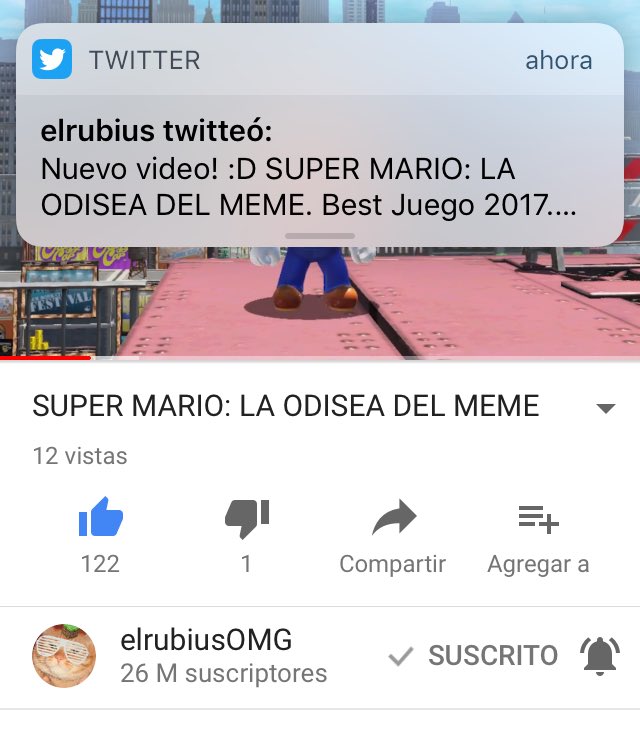 TWITTER
ahora
elrubius twitteó:
Nuevo video! :D SUPER MARIO: LA
ODISEA DEL MEME. Best Juego 2017....
FESTIVAL
SUPER MARIO: LA ODISEA DEL MEME
12 vistas
122
1
Compartir
Agregar a
elrubiusOMG
26 M suscriptores
SUSCRITO